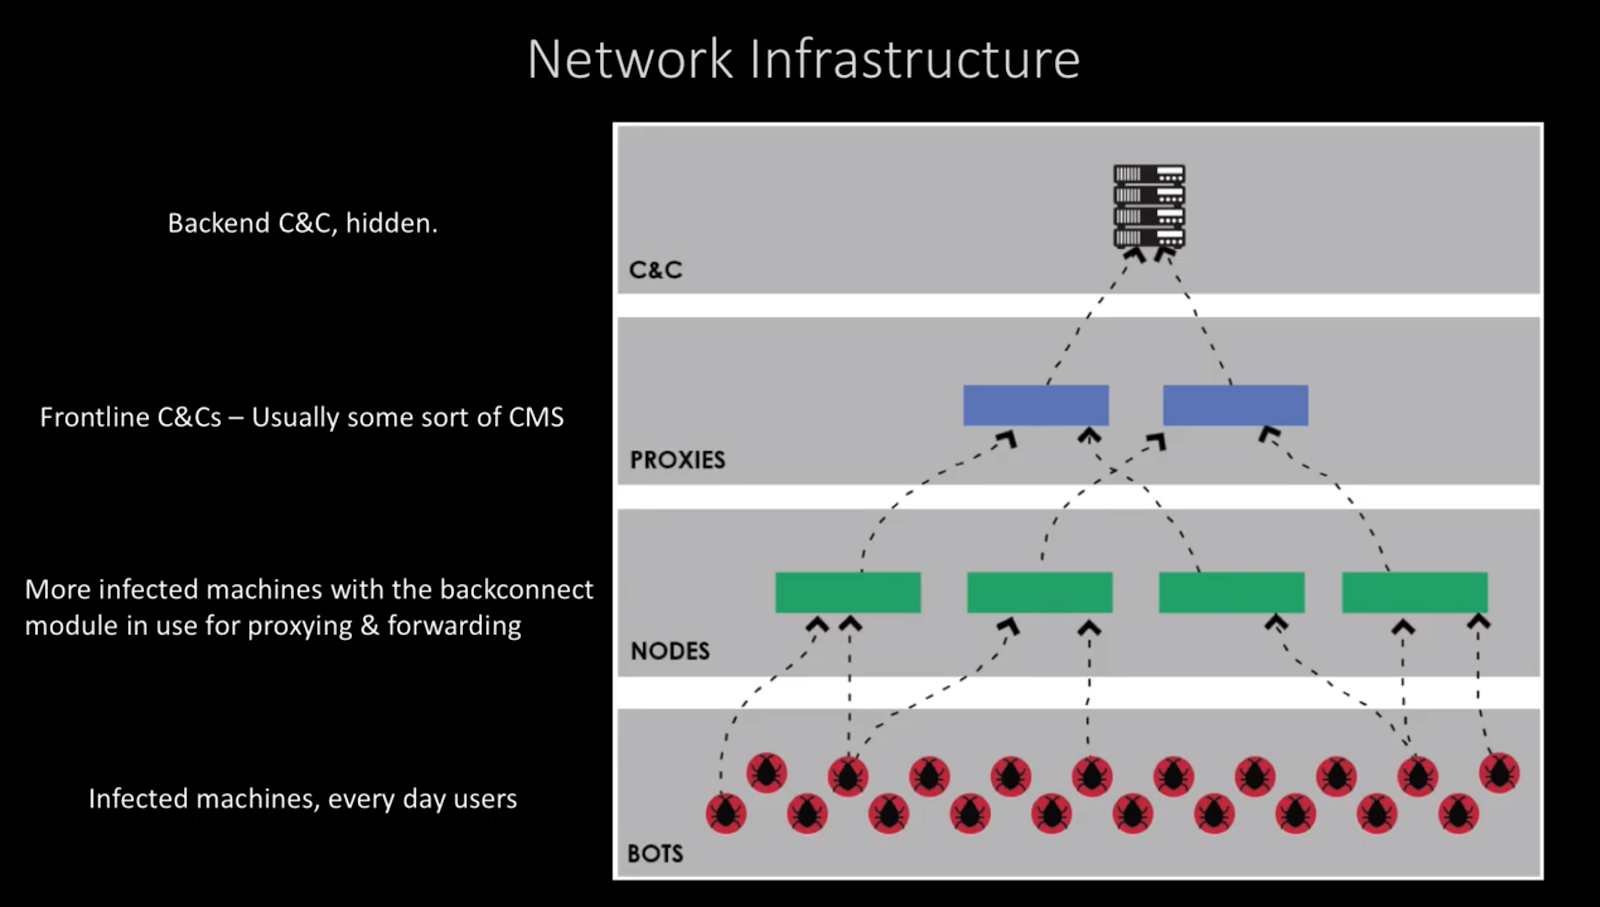 Network Infrastructure
Backend C&C, hidden.
C&C
Frontline C&Cs – Usually some sort of CMS
PROXIES
More infected machines with the backconnect
module in use for proxying & forwarding
NODES
Infected machines, every day users
BOTS